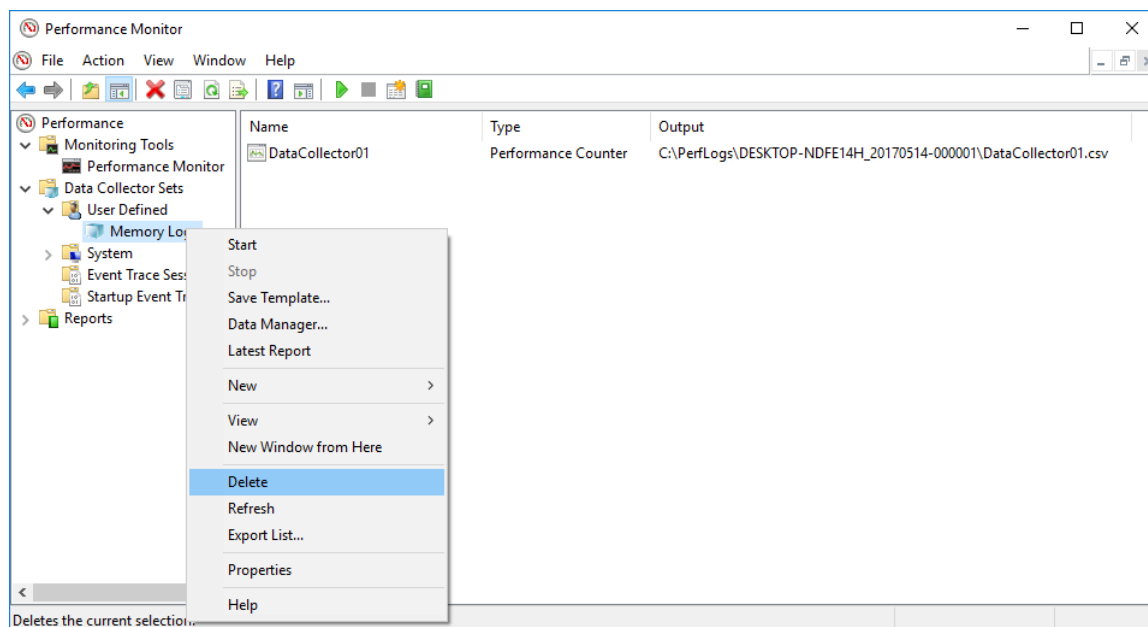 Performance Monitor
File Action View Window Help
Performance
Monitoring Tools
Performance Monitor
Data Collector Sets
User Defined
Memory Log
System
Event Trace Ses
Startup Event Tr
Reports
Name Type Output
DataCollector01 Performance Counter C:\PerfLogs\DESKTOP-NDFE14H_20170514-000001\DataCollector01.csv
Start
Stop
Save Template...
Data Manager...
Latest Report
New
View
New Window from Here
Delete
Refresh
Export List...
Properties
Help
Deletes the current selection.